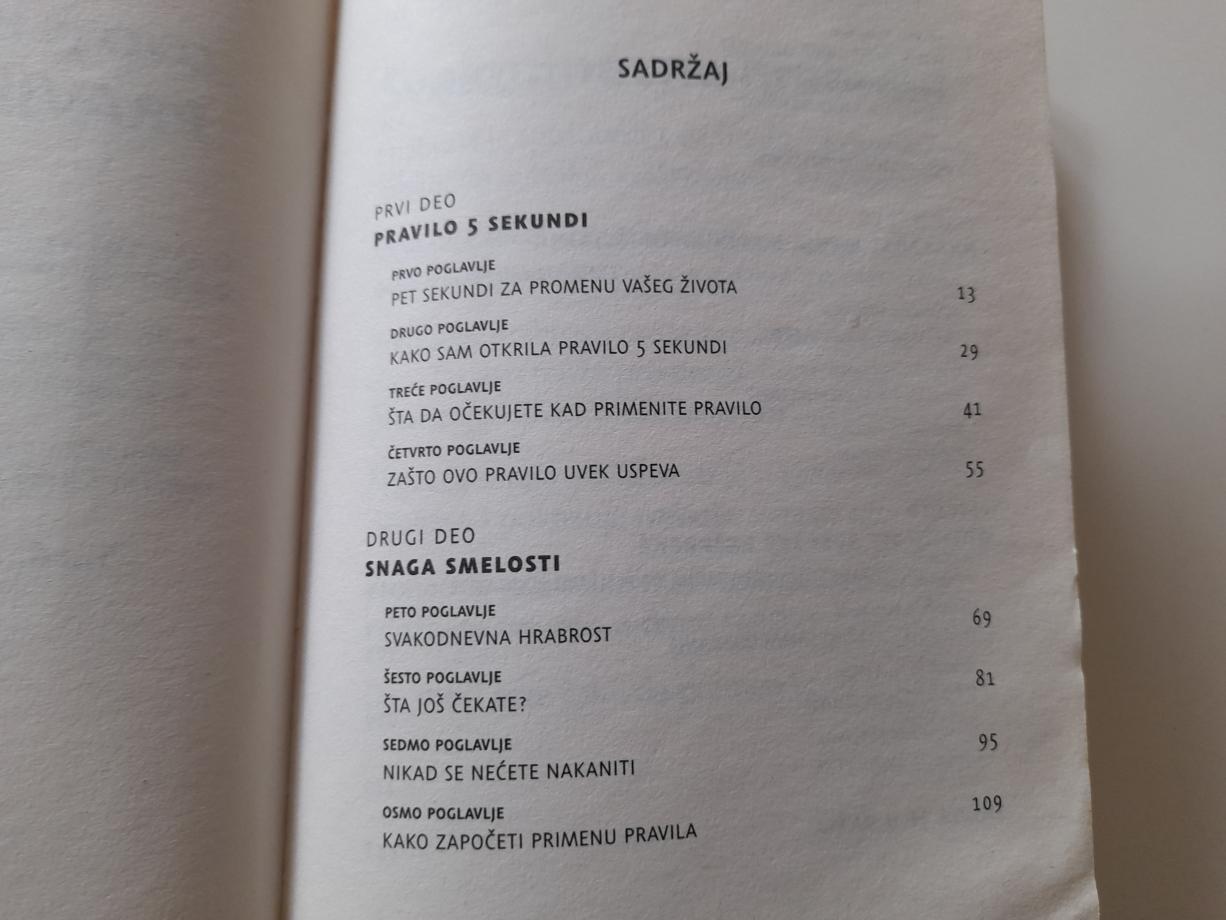 SADRŽAJ
PRVI DEO
PRAVILO 5 SEKUNDI
PRVO POGLAVLJE
PET SEKUNDI ZA PROMENU VAŠEG ŽIVOTA 13
DRUGO POGLAVLJE
KAKO SAM OTKRILA PRAVILO 5 SEKUNDI 29
TREĆE POGLAVLJE
ŠTA DA OČEKUJETE KAD PRIMENITE PRAVILO 41
ČETVRTO POGLAVLJE
ZAŠTO OVO PRAVILO UVEK USPEVA 55
DRUGI DEO
SNAGA SMELOSTI
PETO POGLAVLJE
SVAKODNEVNA HRABROST 69
ŠESTO POGLAVLJE
ŠTA JOŠ ČEKATE? 81
SEDMO POGLAVLJE
NIKAD SE NEĆETE NAKANITI 95
OSMO POGLAVLJE
KAKO ZAPOČETI PRIMENU PRAVILA 109